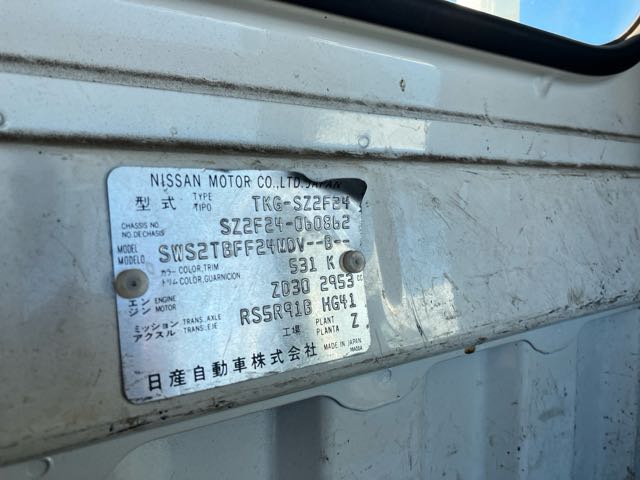 NISSAN MOTOR CO.,LTD.JAPAN
型式 TYPE TIPO TKG-SZ2F24
CHASSIS NO. NO.DECHASIS SZ2F24-060862
MODEL MODELO SWS2TBFF24WDV--B--
カラー COLOR,TRIM トリム COLOR,GUARNICION 531 K
エンジン ENGINE MOTOR ZD30 2953 cc
ミッション アクスル TRANS.AXLE TRANS.EJE RS5R91B HG41
工場 PLANT PLANTA Z
日産自動車株式会社 MADE IN JAPAN